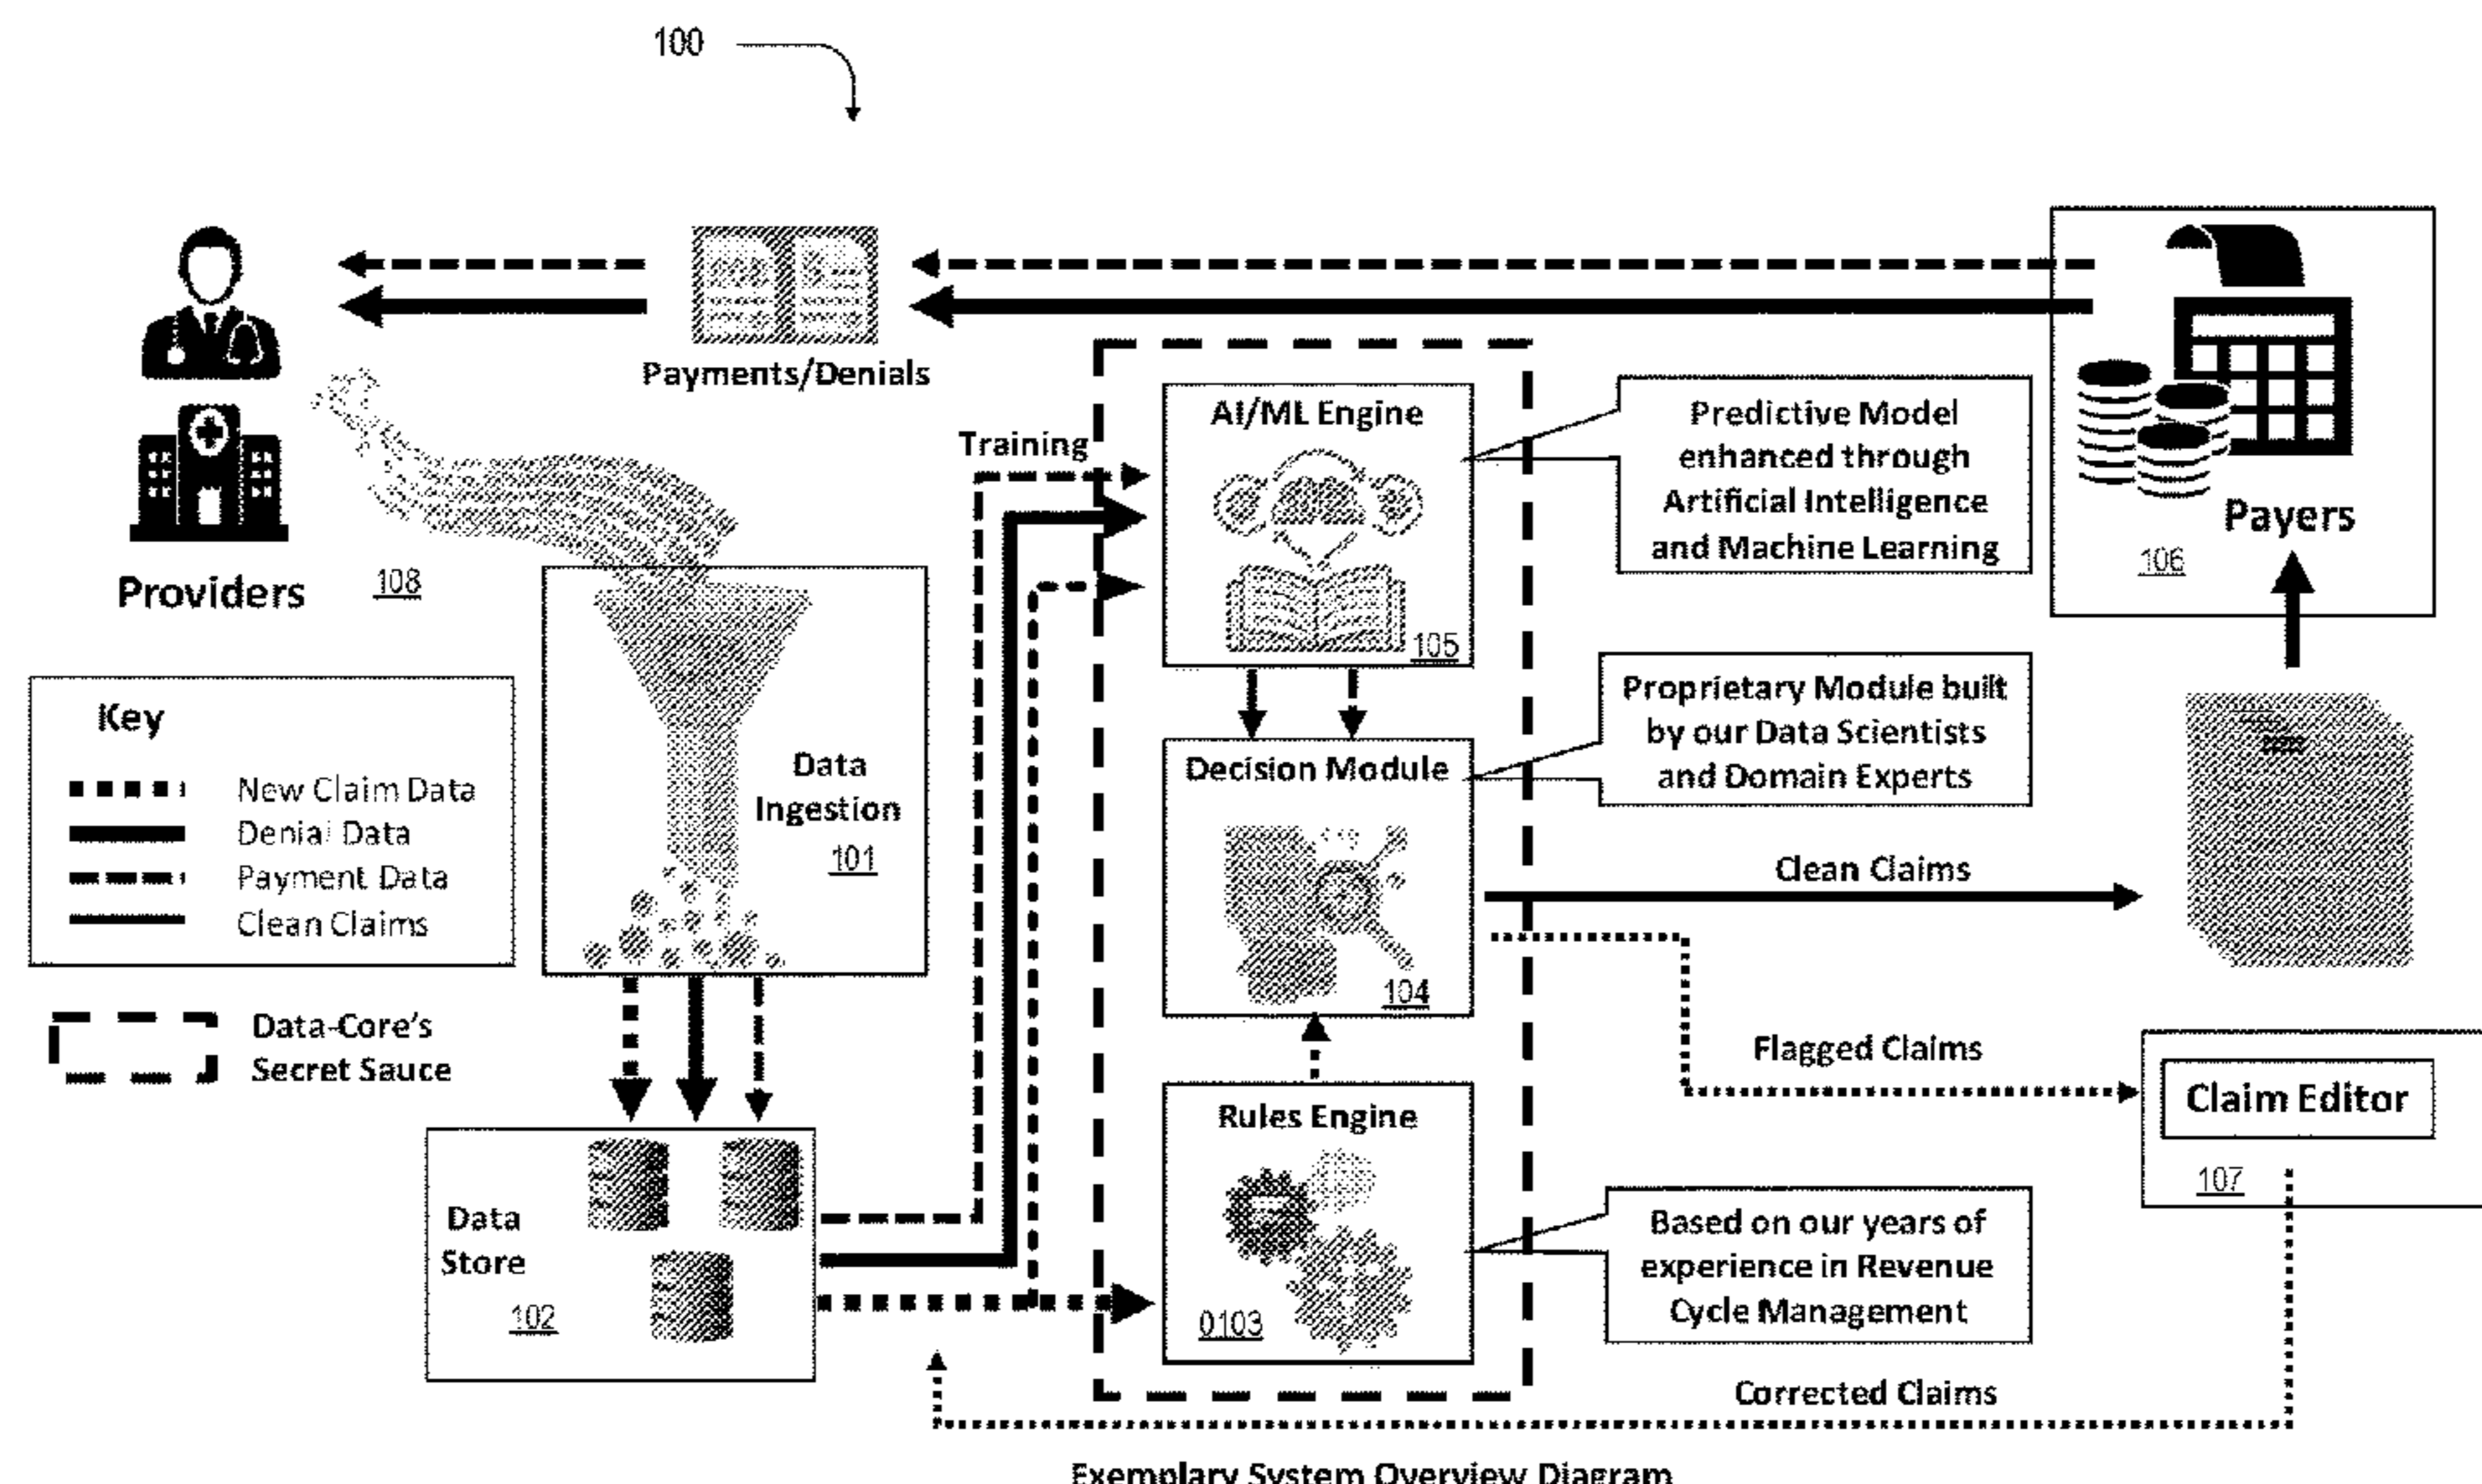 100
Payments/Denials
Providers
108
Key
New Claim Data
Denial Data
Payment Data
Clean Claims
Data-Core's
Secret Sauce
Data
Ingestion
101
Data
Store
102
Training
AI/ML Engine
105
Decision Module
104
Rules Engine
0103
Predictive Model
enhanced through
Artificial Intelligence
and Machine Learning
Proprietary Module built
by our Data Scientists
and Domain Experts
Based on our years of
experience in Revenue
Cycle Management
Payers
106
Clean Claims
Flagged Claims
Claim Editor
107
Corrected Claims
Exemplary System Overview Diagram